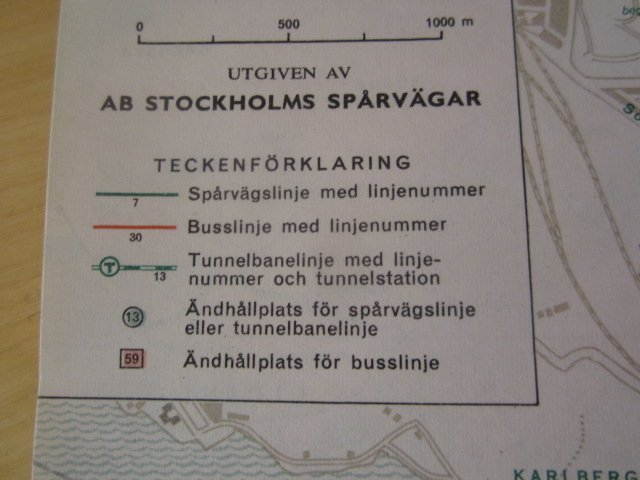 0 500 1000 m
UTGIVEN AV
AB STOCKHOLMS SPÅRVÄGAR
TECKENFÖRKLARING
7 Spårvägslinje med linjenummer
30 Busslinje med linjenummer
T 13 Tunnelbanelinje med linje-
nummer och tunnelstation
13 Ändhållplats för spårvägslinje
eller tunnelbanelinje
59 Ändhållplats för busslinje
KARLBERG